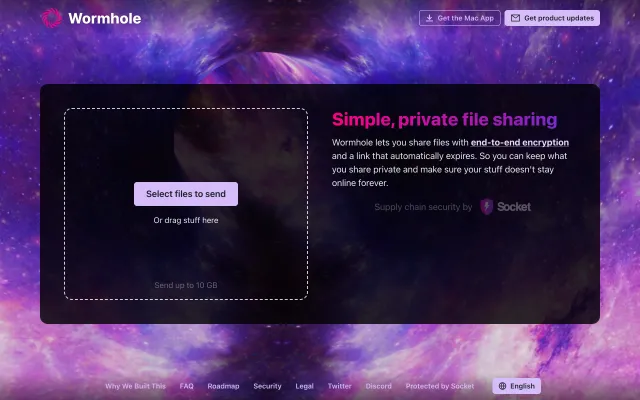 Wormhole
Get the Mac App
Get product updates
Select files to send
Or drag stuff here
Send up to 10 GB
Simple, private file sharing
Wormhole lets you share files with end-to-end encryption
and a link that automatically expires. So you can keep what
you share private and make sure your stuff doesn't stay
online forever.
Supply chain security by Socket
Why We Built This FAQ Roadmap Security Legal Twitter Discord Protected by Socket English